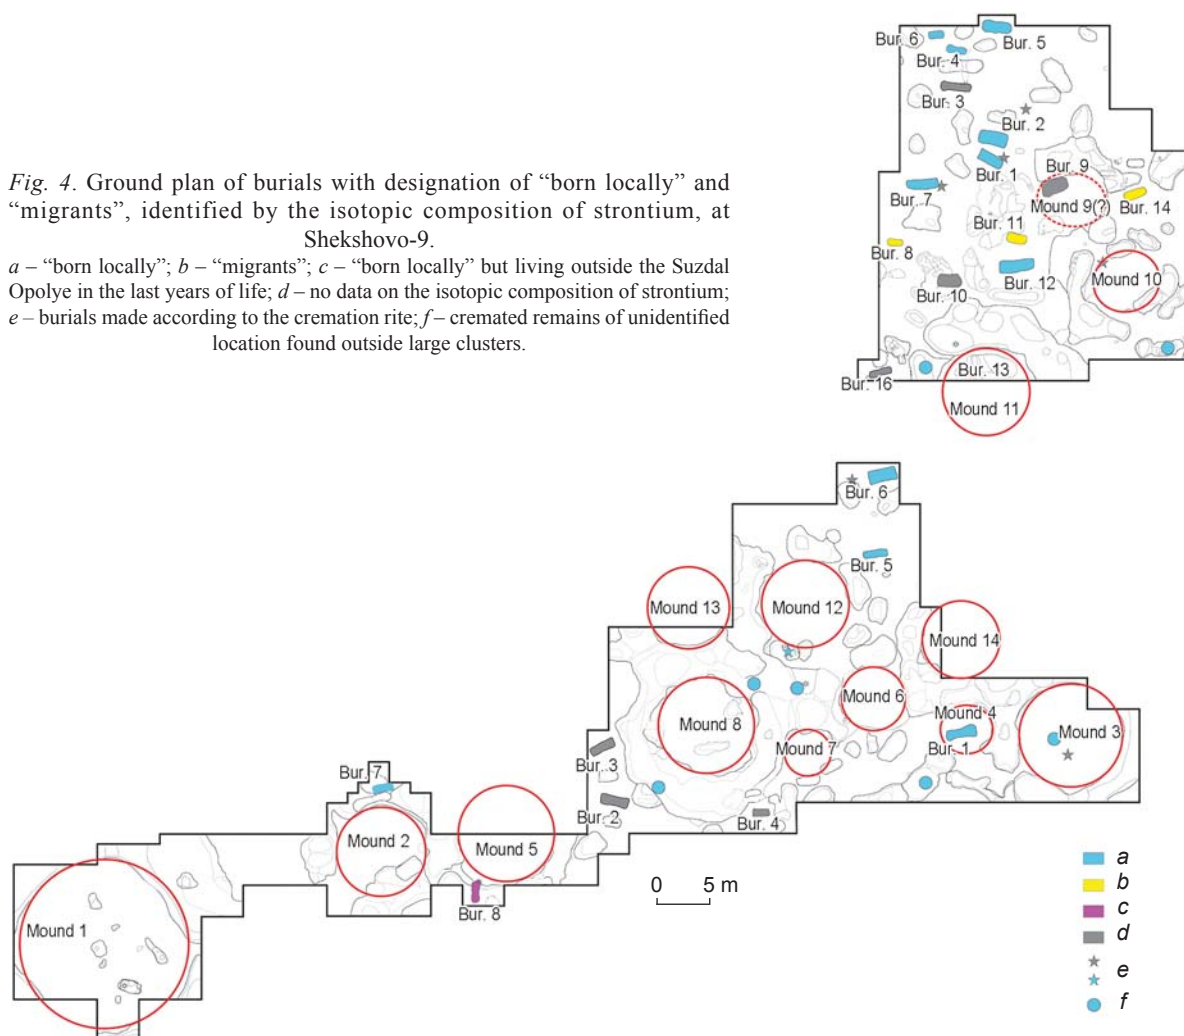 Fig. 4. Ground plan of burials with designation of “born locally” and
“migrants”, identified by the isotopic composition of strontium, at
Shekshovo-9.
a – “born locally”; b – “migrants”; c – “born locally” but living outside the Suzdal
Opolye in the last years of life; d – no data on the isotopic composition of strontium;
e – burials made according to the cremation rite; f – cremated remains of unidentified
location found outside large clusters.
Bur. 6
Bur. 5
Bur. 4
Bur. 3
Bur. 2
Bur. 1
Bur. 9
Bur. 7
Mound 9(?)
Bur. 14
Bur. 11
Bur. 8
Bur. 12
Mound 10
Bur. 10
Bur. 13
Bur. 16
Mound 11
Bur. 6
Bur. 5
Mound 13
Mound 12
Mound 14
Mound 6
Mound 8
Mound 4
Mound 3
Mound 7
Bur. 1
Bur. 3
Bur. 7
Bur. 2
Bur. 4
Mound 2
Mound 5
Bur. 8
Mound 1
0 5 m
a
b
c
d
e
f